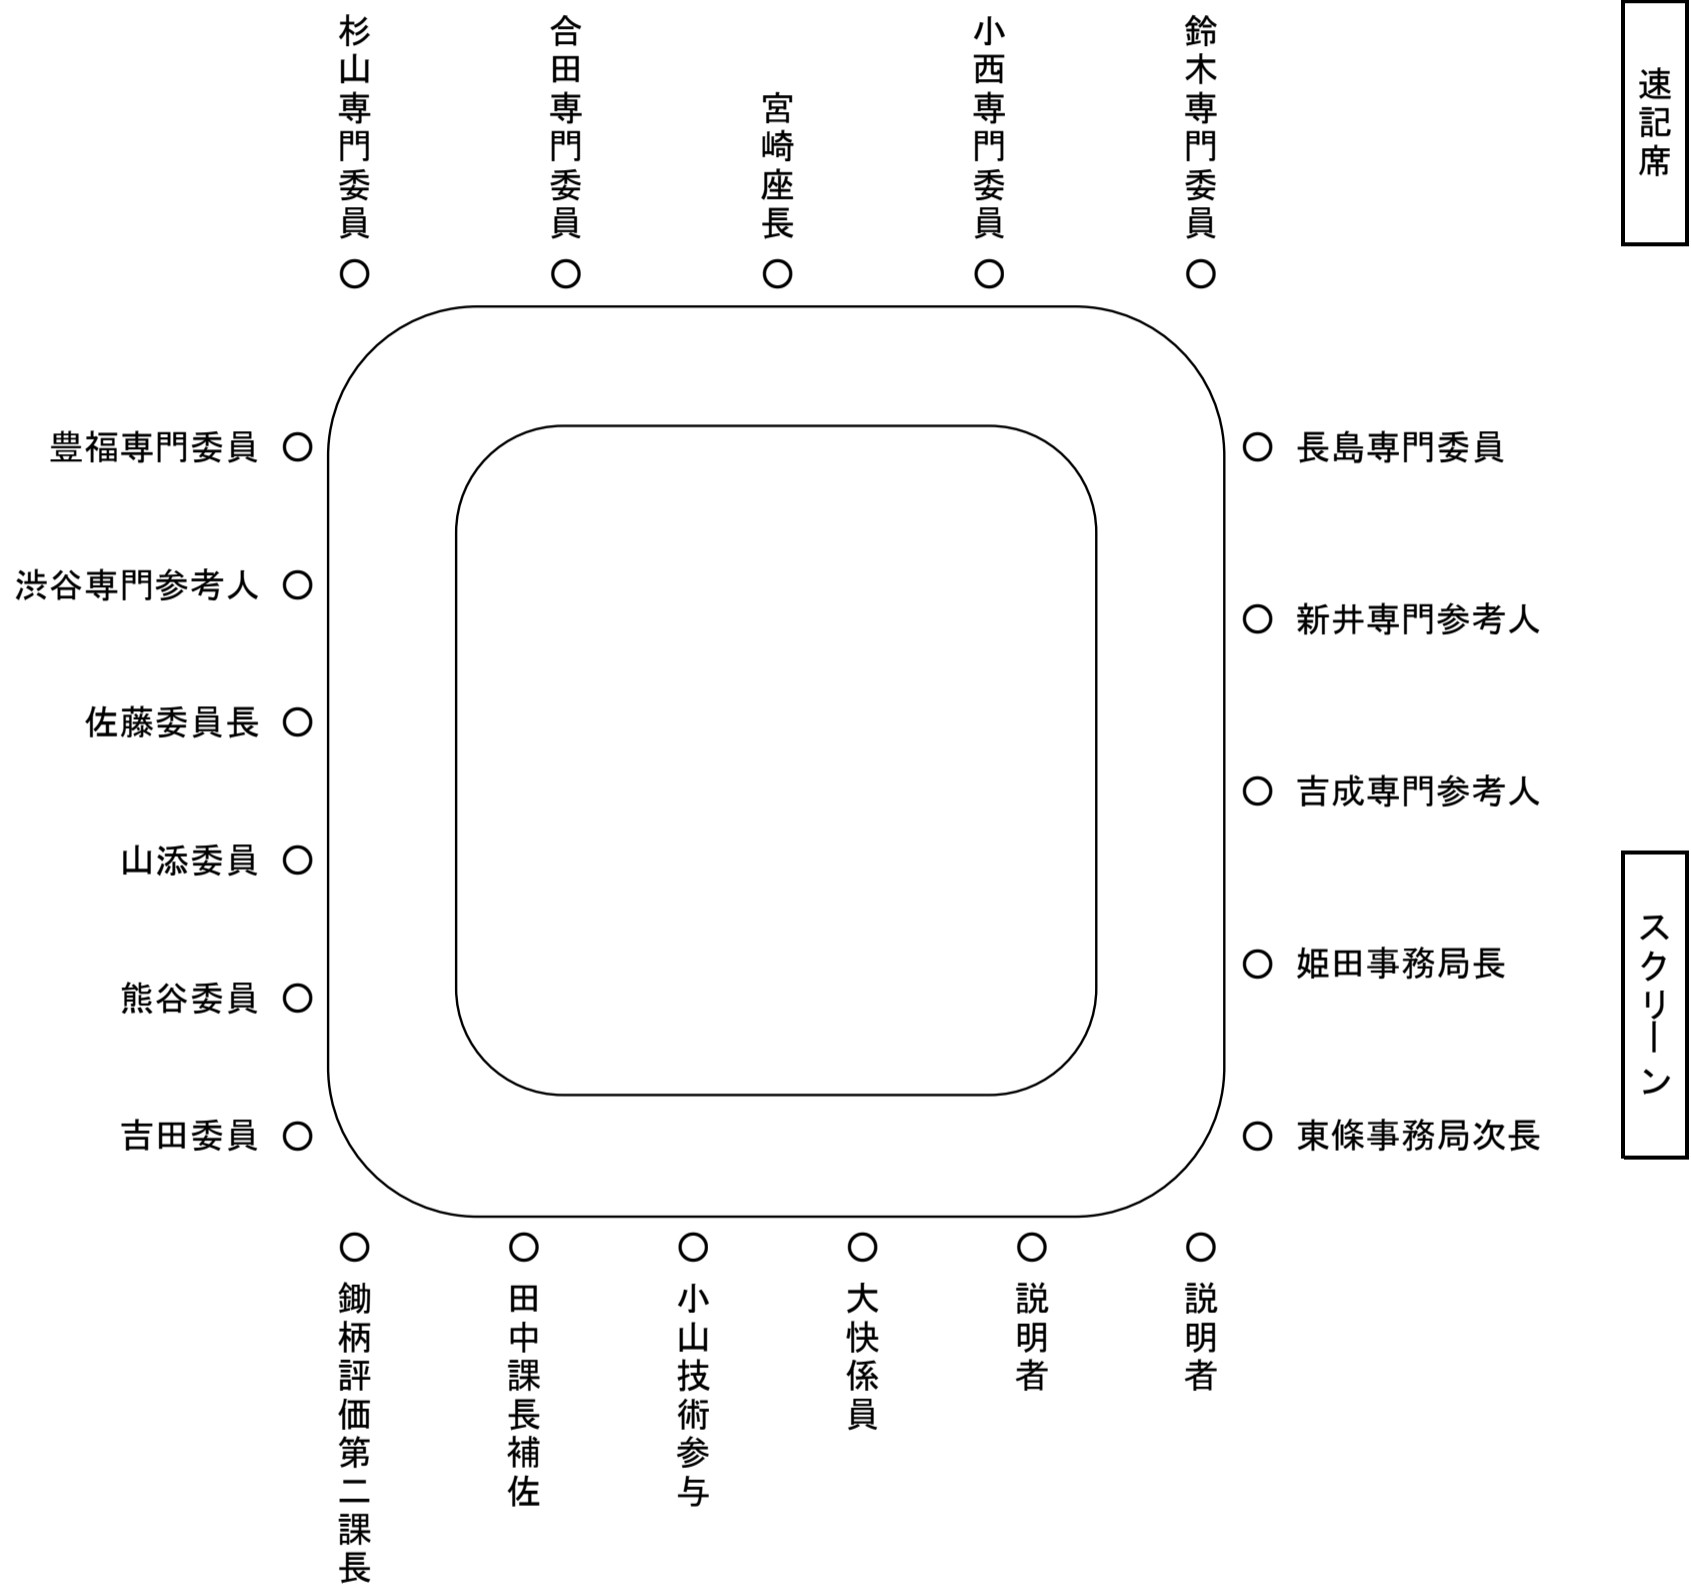 杉山専門委員
合田専門委員
宮崎座長
小西専門委員
鈴木専門委員
速記席
豊福専門委員
渋谷専門参考人
佐藤委員長
山添委員
熊谷委員
吉田委員
長島専門委員
新井専門参考人
吉成専門参考人
姫田事務局長
東條事務局次長
スクリーン
鋤柄評価第二課長
田中課長補佐
小山技術参与
大快係員
説明者
説明者